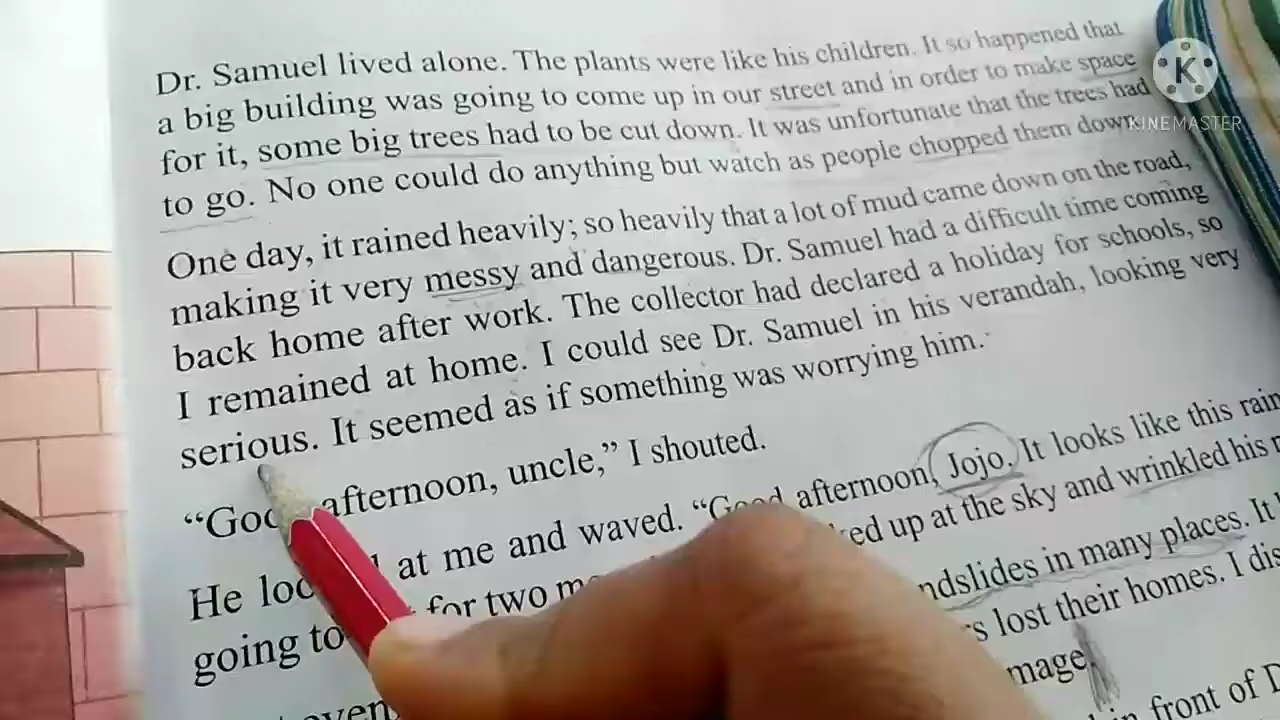 Dr. Samuel lived alone. The plants were like his children. It so happened that
a big building was going to come up in our street and in order to make space
for it, some big trees had to be cut down. It was unfortunate that the trees had
to go. No one could do anything but watch as people chopped them down.
One day, it rained heavily; so heavily that a lot of mud came down on the road,
making it very messy and dangerous. Dr. Samuel had a difficult time coming
back home after work. The collector had declared a holiday for schools, so
I remained at home. I could see Dr. Samuel in his verandah, looking very
serious. It seemed as if something was worrying him.
afternoon, uncle,” I shouted.
He at me and waved. “Good afternoon, Jojo. It looks like this rain
going to for two up at the sky and wrinkled his
in many places. It
lost their homes. I
in front of
K
KINEMASTER